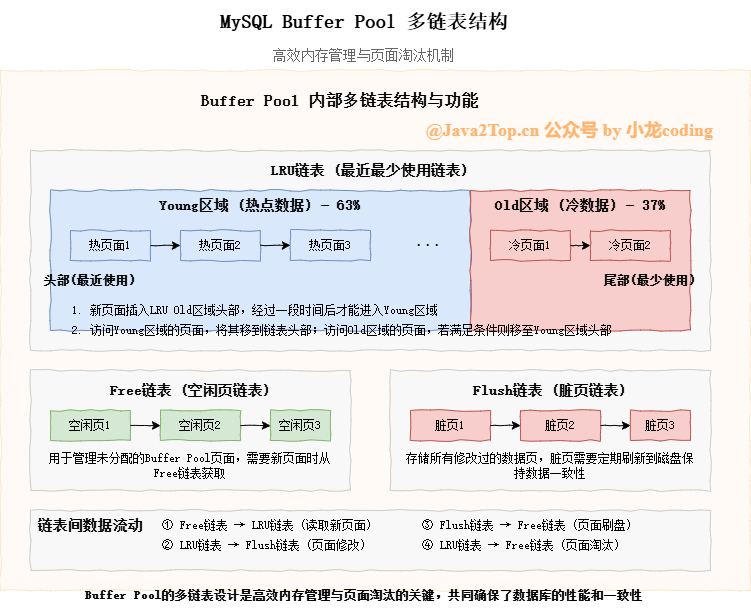 MySQL Buffer Pool 多链表结构
高效内存管理与页面淘汰机制
Buffer Pool 内部多链表结构与功能
@Java2Top.cn 公众号 by 小龙coding
LRU链表 (最近最少使用链表)
Young区域 (热点数据) - 63%
Old区域 (冷数据) - 37%
热页面1
热页面2
热页面3
...
冷页面1
冷页面2
头部(最近使用)
尾部(最少使用)
1. 新页面插入LRU Old区域头部，经过一段时间后才能进入Young区域
2. 访问Young区域的页面，将其移到链表头部；访问Old区域的页面，若满足条件则移至Young区域头部
Free链表 (空闲页链表)
空闲页1
空闲页2
空闲页3
用于管理未分配的Buffer Pool页面，需要新页面时从
Free链表获取
Flush链表 (脏页链表)
脏页1
脏页2
脏页3
存储所有修改过的数据页，脏页需要定期刷新到磁盘保
持数据一致性
链表间数据流动
① Free链表 → LRU链表 (读取新页面)
② LRU链表 → Flush链表 (页面修改)
③ Flush链表 → Free链表 (页面刷盘)
④ LRU链表 → Free链表 (页面淘汰)
Buffer Pool的多链表设计是高效内存管理与页面淘汰的关键，共同确保了数据库的性能和一致性